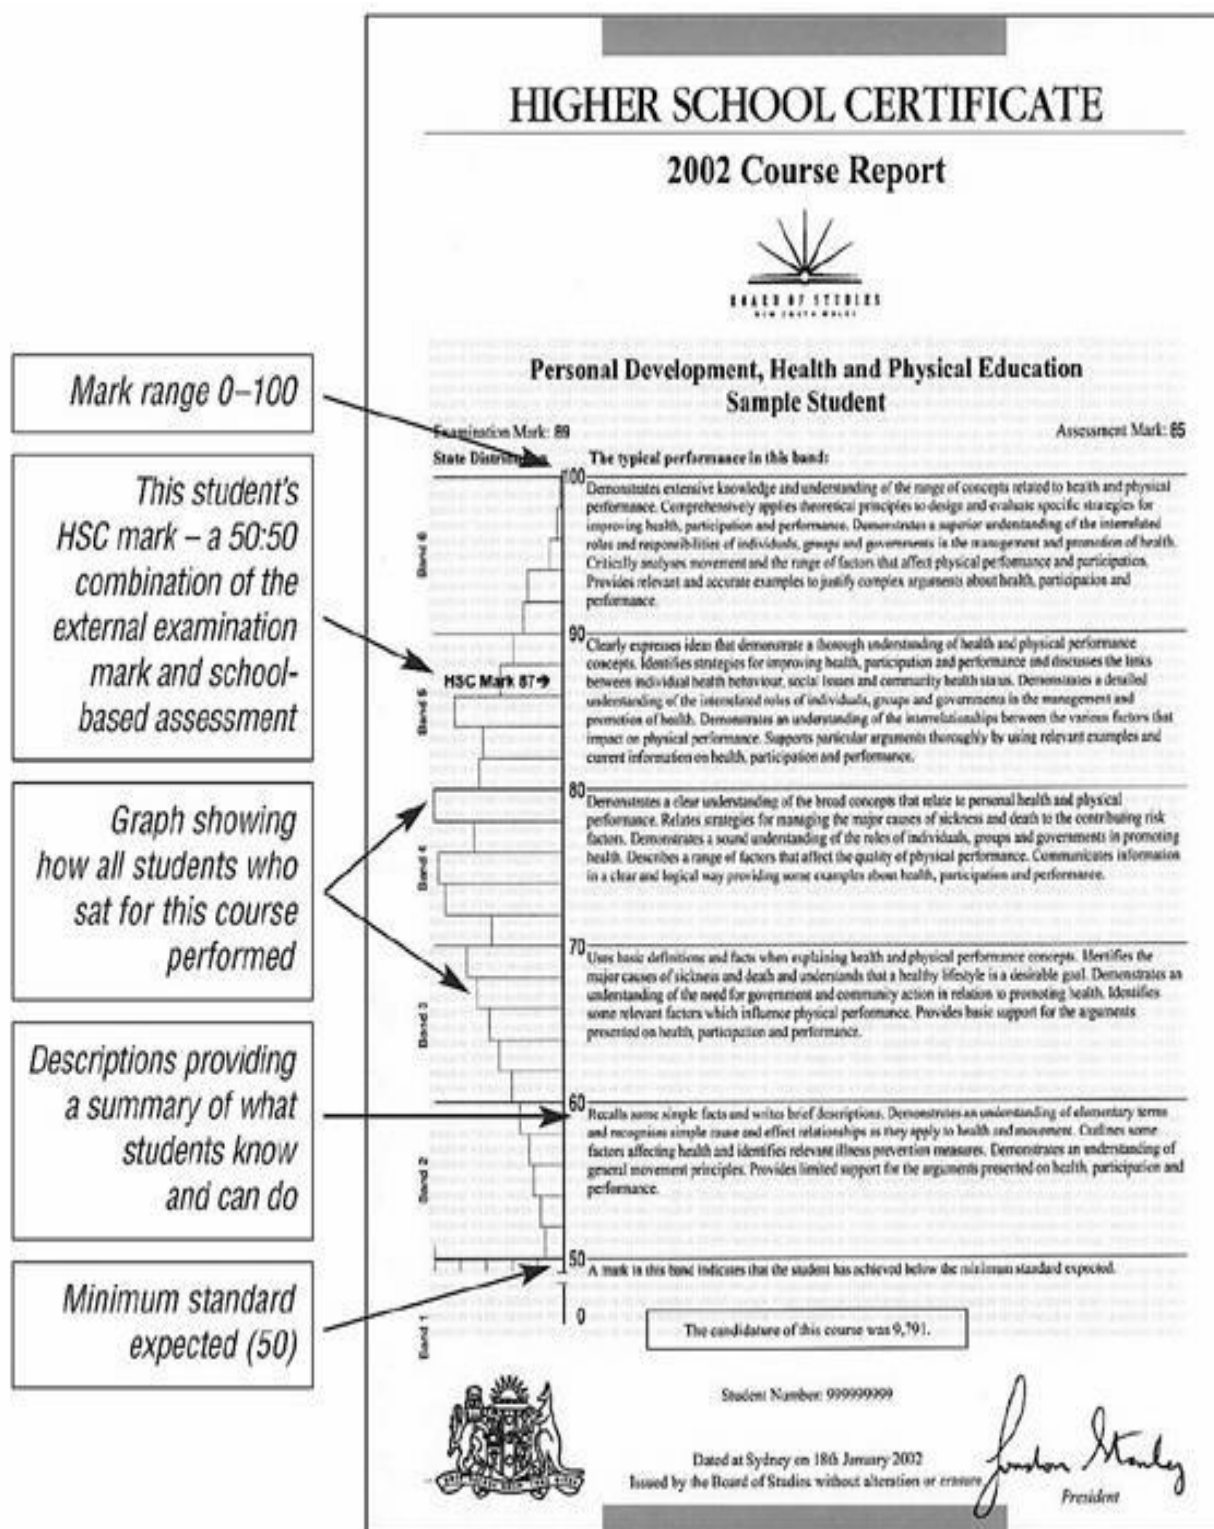 HIGHER SCHOOL CERTIFICATE
2002 Course Report
BOARD OF STUDIES
NEW SOUTH WALES
Personal Development, Health and Physical Education
Sample Student
Examination Mark: 89
Assessment Mark: 85
State Distribution
The typical performance in this band:
Mark range 0–100
This student's
HSC mark – a 50:50
combination of the
external examination
mark and school-
based assessment
Graph showing
how all students who
sat for this course
performed
Descriptions providing
a summary of what
students know
and can do
Minimum standard
expected (50)
100
Band 6
Demonstrates extensive knowledge and understanding of the range of concepts related to health and physical
performance. Comprehensively applies theoretical principles to design and evaluate specific strategies for
improving health, participation and performance. Demonstrates a superior understanding of the interrelated
roles and responsibilities of individuals, groups and governments in the management and promotion of health.
Critically analyses movement and the range of factors that affect physical performance and participation.
Provides relevant and accurate examples to justify complex arguments about health, participation and
performance.
90
HSC Mark 87→
Band 5
Clearly expresses ideas that demonstrate a thorough understanding of health and physical performance
concepts. Identifies strategies for improving health, participation and performance and discusses the links
between individual health behaviour, social issues and community health status. Demonstrates a detailed
understanding of the interrelated roles of individuals, groups and governments in the management and
promotion of health. Demonstrates an understanding of the interrelationships between the various factors that
impact on physical performance. Supports particular arguments thoroughly by using relevant examples and
current information on health, participation and performance.
80
Band 4
Demonstrates a clear understanding of the broad concepts that relate to personal health and physical
performance. Relates strategies for managing the major causes of sickness and death to the contributing risk
factors. Demonstrates a sound understanding of the roles of individuals, groups and governments in promoting
health. Describes a range of factors that affect the quality of physical performance. Communicates information
in a clear and logical way providing some examples about health, participation and performance.
70
Band 3
Uses basic definitions and facts when explaining health and physical performance concepts. Identifies the
major causes of sickness and death and understands that a healthy lifestyle is a desirable goal. Demonstrates an
understanding of the need for government and community action in relation to promoting health. Identifies
some relevant factors which influence physical performance. Provides basic support for the arguments
presented on health, participation and performance.
60
Band 2
Recalls some simple facts and writes brief descriptions. Demonstrates an understanding of elementary terms
and recognises simple cause and effect relationships as they apply to health and movement. Outlines some
factors affecting health and identifies relevant illness prevention measures. Demonstrates an understanding of
general movement principles. Provides limited support for the arguments presented on health, participation and
performance.
50
Band 1
A mark in this band indicates that the student has achieved below the minimum standard expected.
0
The candidature of this course was 9,791.
Student Number: 999999999
Dated at Sydney on 18th January 2002
Issued by the Board of Studies without alteration or erasure
Gordon Stanley
President